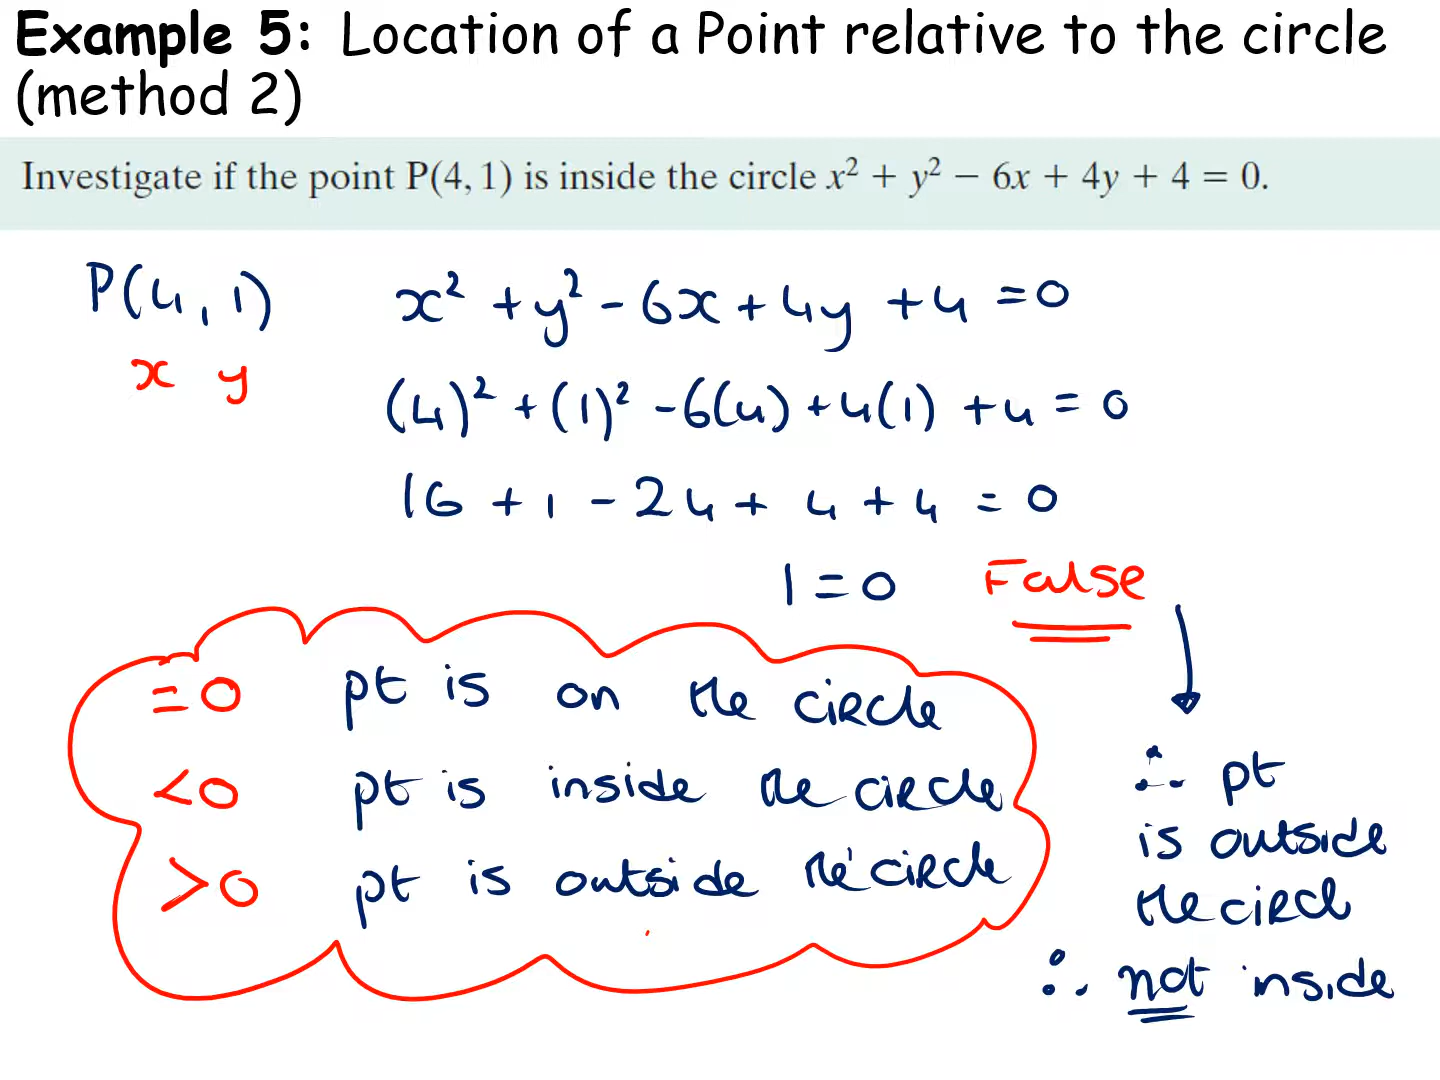 Example 5: Location of a Point relative to the circle
(method 2)
Investigate if the point P(4, 1) is inside the circle x² + y² − 6x + 4y + 4 = 0.
P(4, 1)
x y
x² + y² - 6x + 4y + 4 = 0
(4)² + (1)² - 6(4) + 4(1) + 4 = 0
16 + 1 - 24 + 4 + 4 = 0
1 = 0 False
= 0 pt is on the circle
< 0 pt is inside the circle
> 0 pt is outside the circle
∴ pt
is outside
the circle
∴ not inside